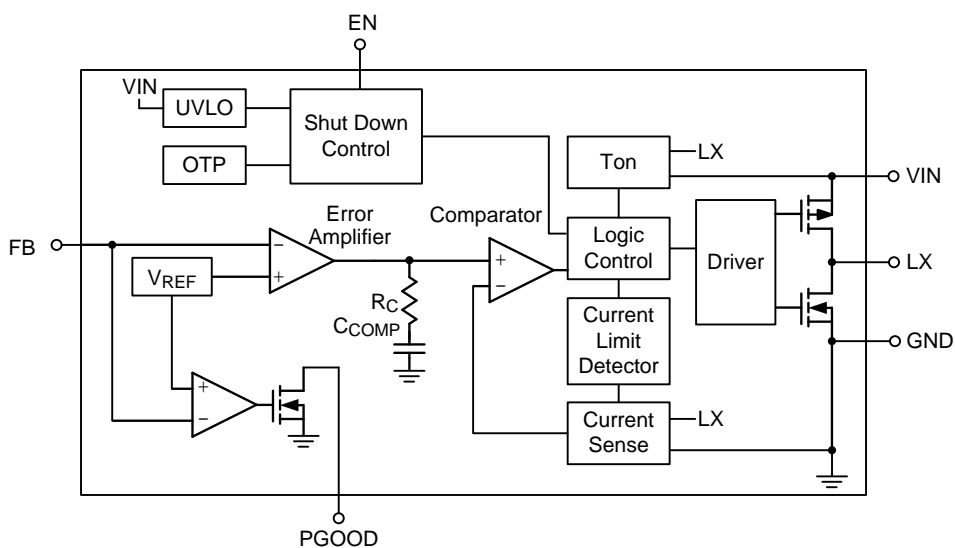 EN
VIN
UVLO
OTP
Shut Down
Control
Ton
LX
VIN
Error
Amplifier
Comparator
FB
VREF
−
+
+
−
Logic
Control
Driver
LX
RC
CCOMP
Current
Limit
Detector
GND
+
−
Current
Sense
LX
PGOOD